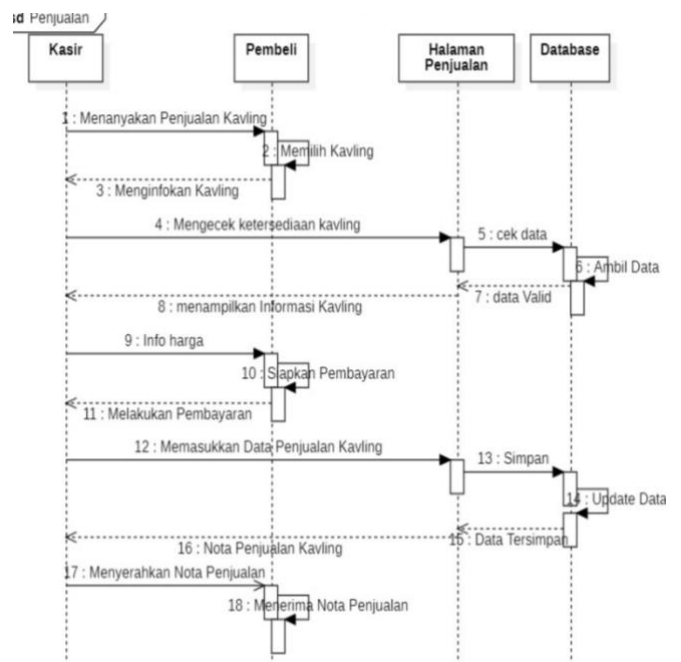 sd Penjualan
Kasir
Pembeli
Halaman
Penjualan
Database
1 : Menanyakan Penjualan Kavling
2 : Memilih Kavling
3 : Menginfokan Kavling
4 : Mengecek ketersediaan kavling
5 : cek data
6 : Ambil Data
7 : data Valid
8 : menampilkan Informasi Kavling
9 : Info harga
10 : Siapkan Pembayaran
11 : Melakukan Pembayaran
12 : Memasukkan Data Penjualan Kavling
13 : Simpan
14 : Update Data
15 : Data Tersimpan
16 : Nota Penjualan Kavling
17 : Menyerahkan Nota Penjualan
18 : Menerima Nota Penjualan